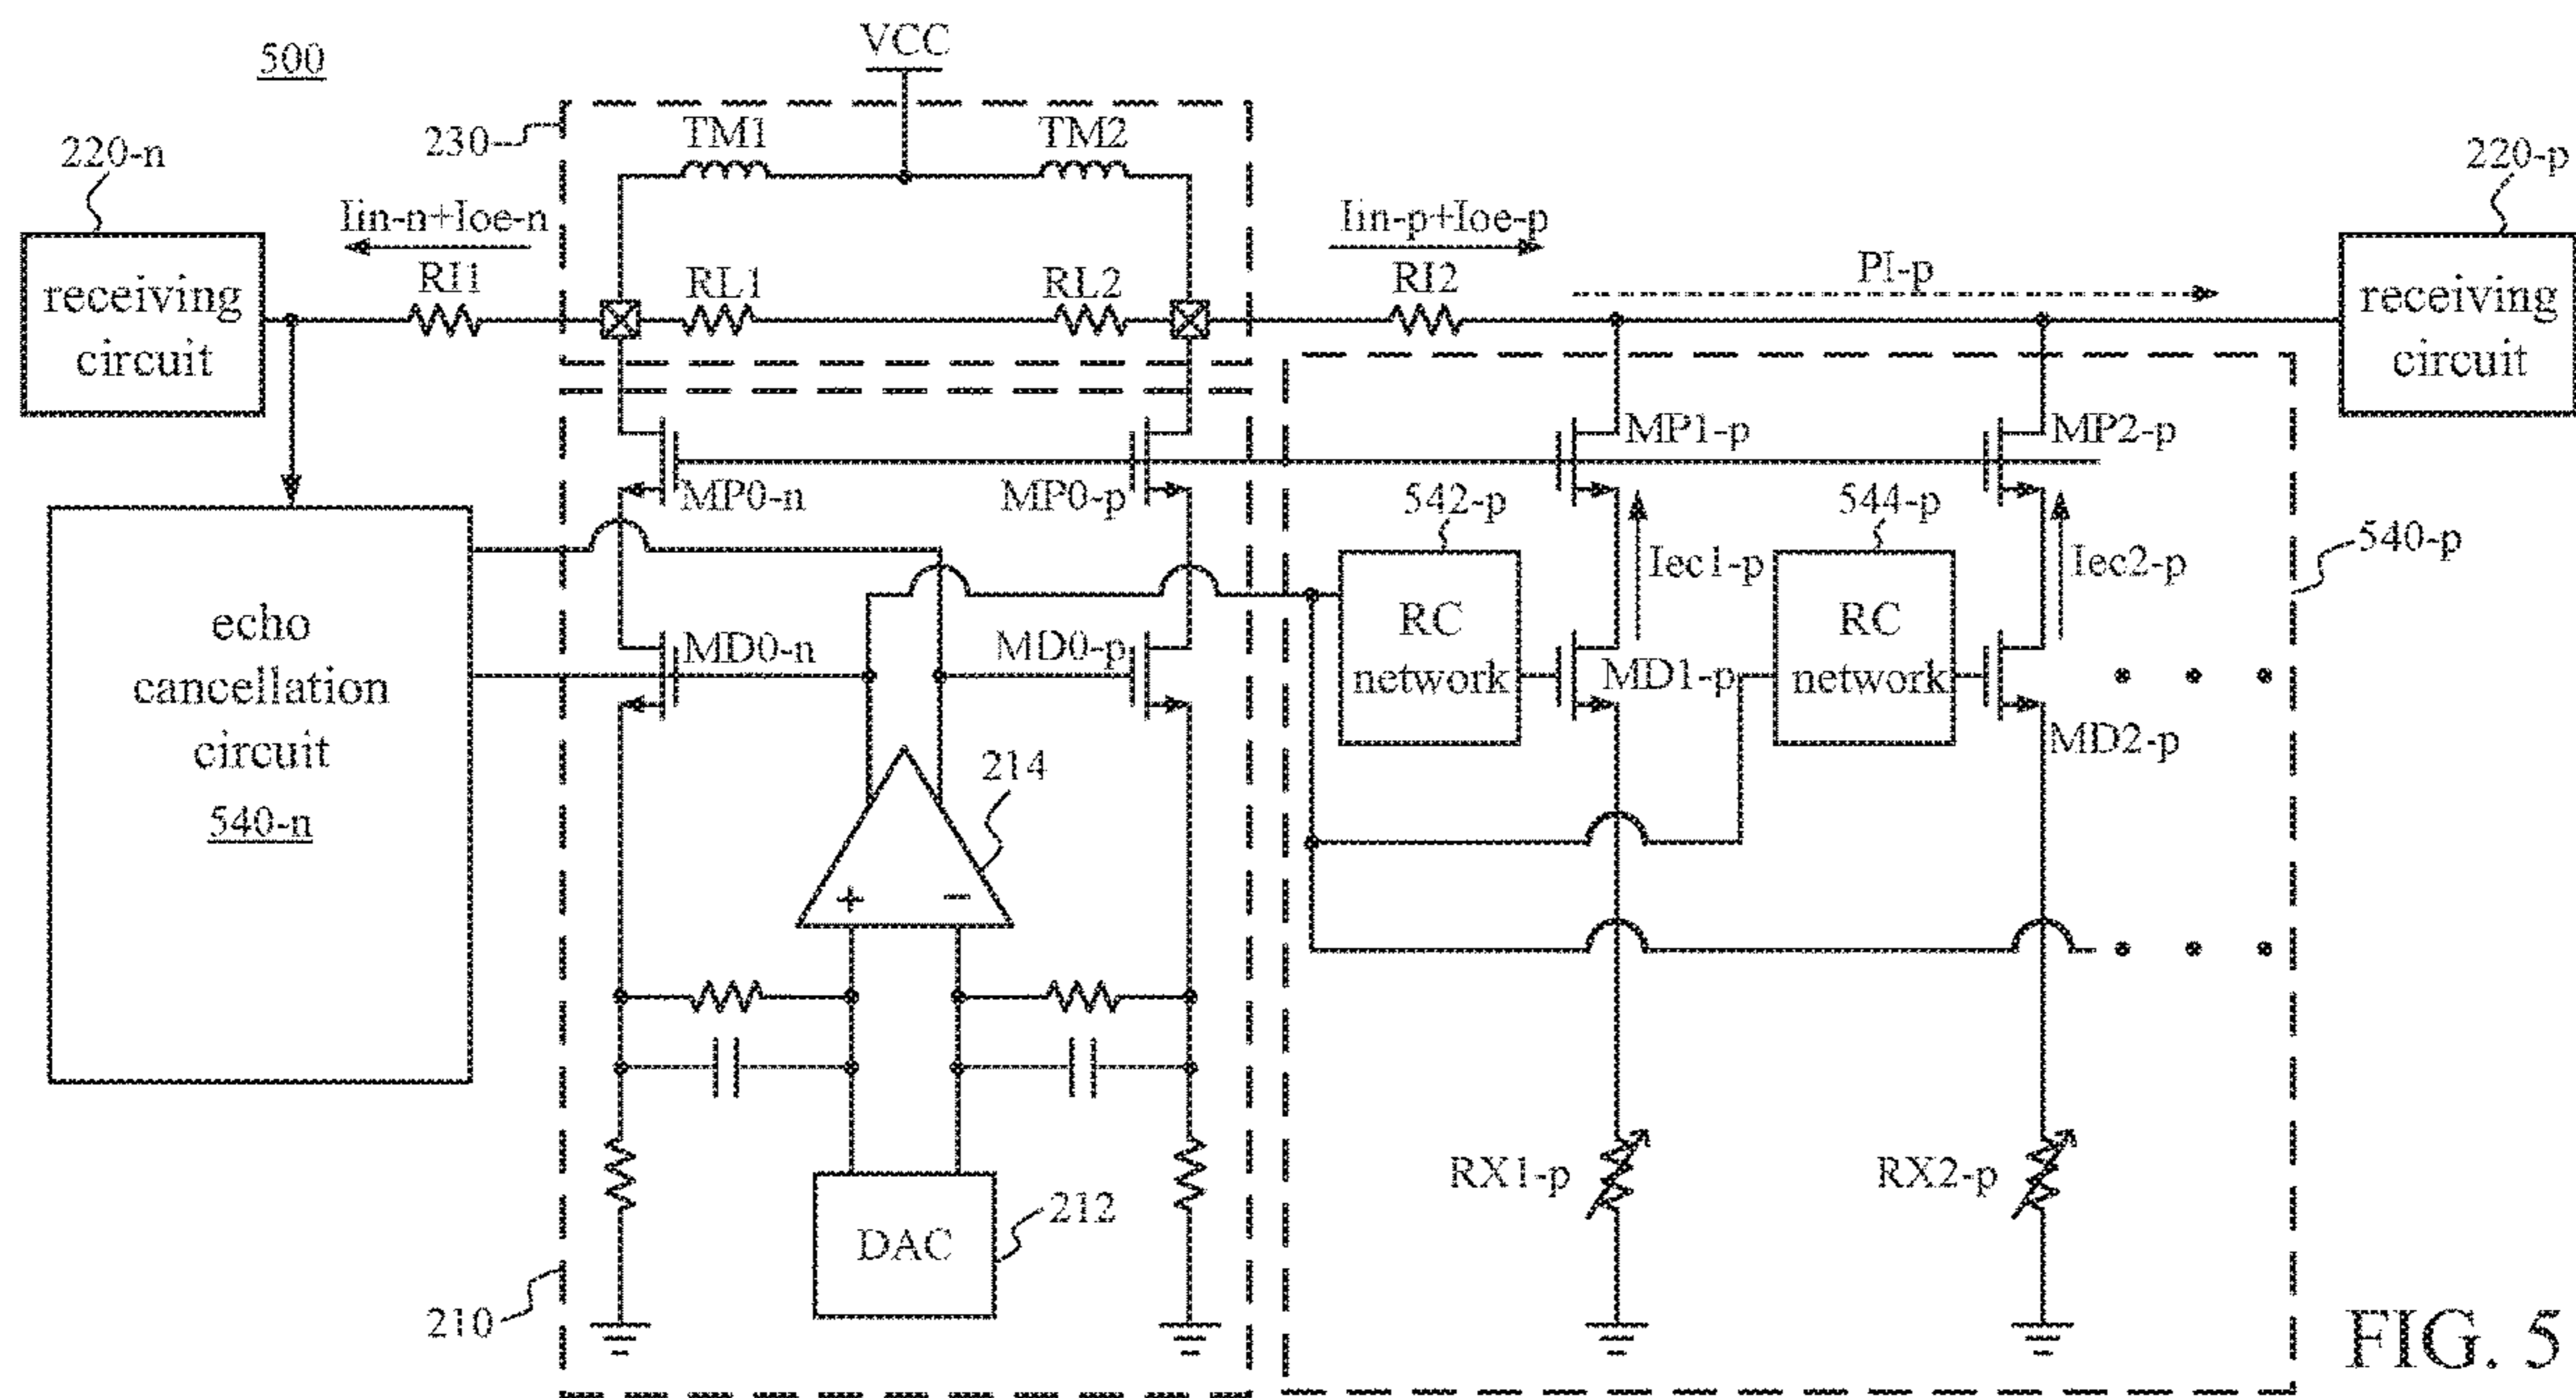 500
VCC
230
TM1
TM2
220-n
220-p
Iin-n+Ioe-n
Iin-p+Ioe-p
PI-p
receiving
circuit
RI1
RL1
RL2
RI2
receiving
circuit
MP0-n
MP0-p
MP1-p
MP2-p
542-p
544-p
540-p
Iec1-p
Iec2-p
echo
cancellation
circuit
540-n
MD0-n
MD0-p
RC
network
MD1-p
RC
network
MD2-p
214
+
−
RX1-p
RX2-p
DAC
212
210
FIG. 5